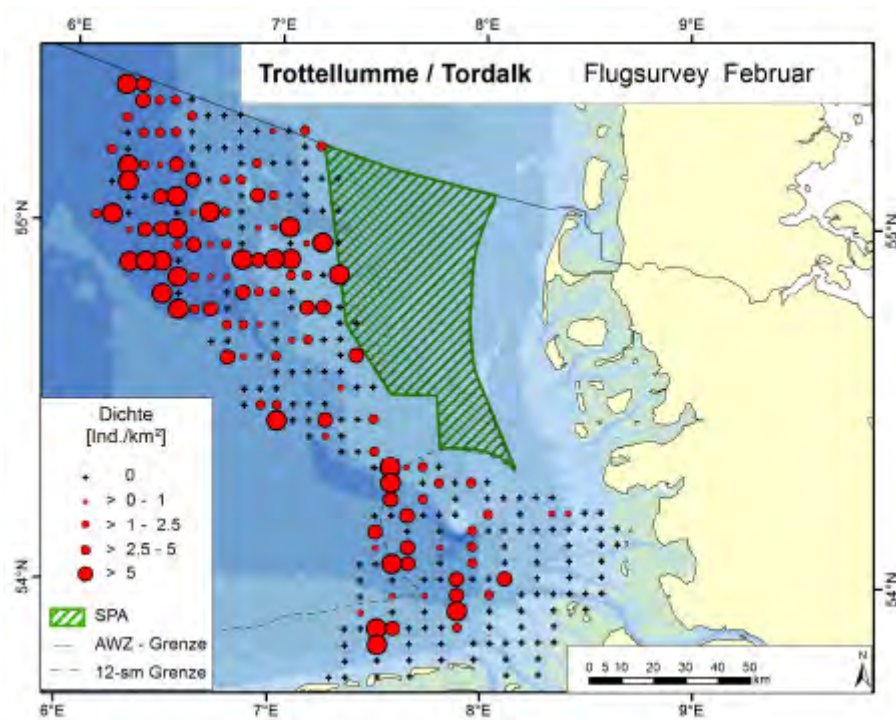 6°E 7°E 8°E 9°E
Trottellumme / Tordalk Flugsurvey Februar
55°N 55°N
Dichte
[Ind./km²]
0
> 0 - 1
> 1 - 2.5
> 2.5 - 5
> 5
SPA
AWZ - Grenze
12-sm Grenze
54°N 54°N
0 5 10 20 30 40 50
km
N
6°E 7°E 8°E 9°E